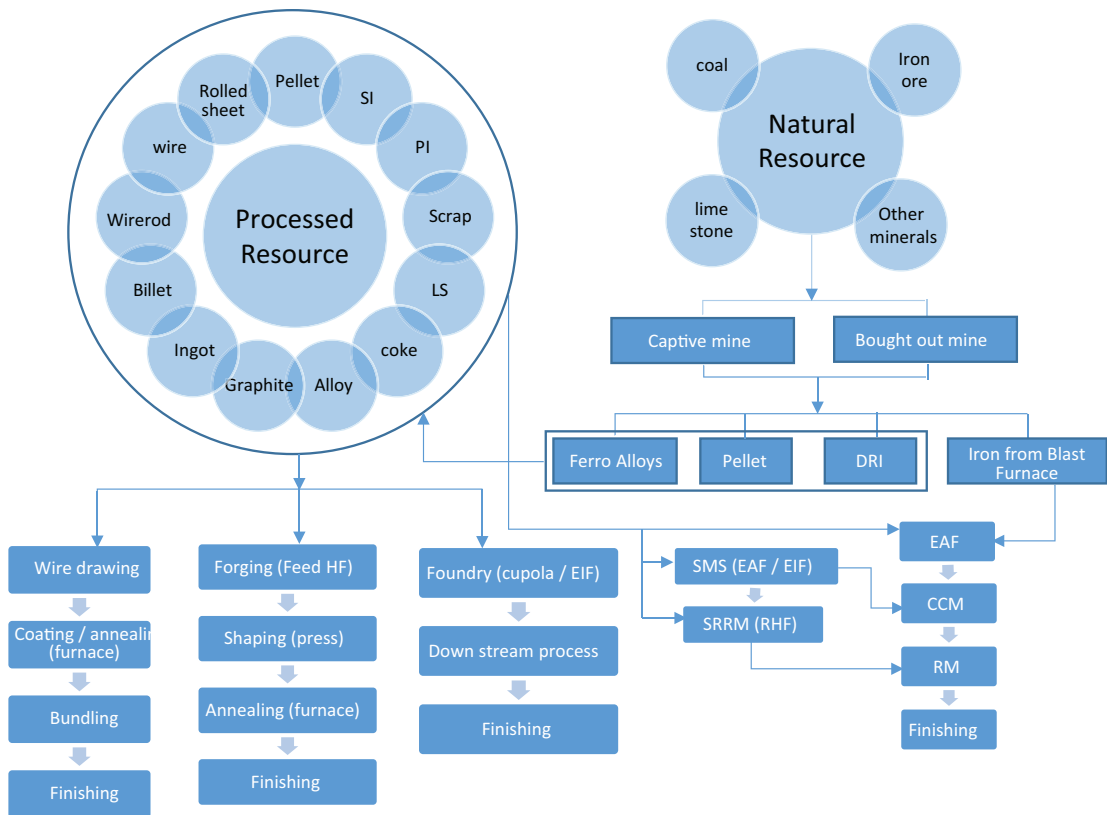 Pellet
SI
PI
Scrap
LS
coke
Alloy
Graphite
Ingot
Billet
Wirerod
wire
Rolled
sheet
Processed
Resource
coal
Iron
ore
Natural
Resource
lime
stone
Other
minerals
Captive mine
Bought out mine
Ferro Alloys
Pellet
DRI
Iron from Blast
Furnace
Wire drawing
Coating / annealin
(furnace)
Bundling
Finishing
Forging (Feed HF)
Shaping (press)
Annealing (furnace)
Finishing
Foundry (cupola / EIF)
Down stream process
Finishing
SMS (EAF / EIF)
SRRM (RHF)
EAF
CCM
RM
Finishing